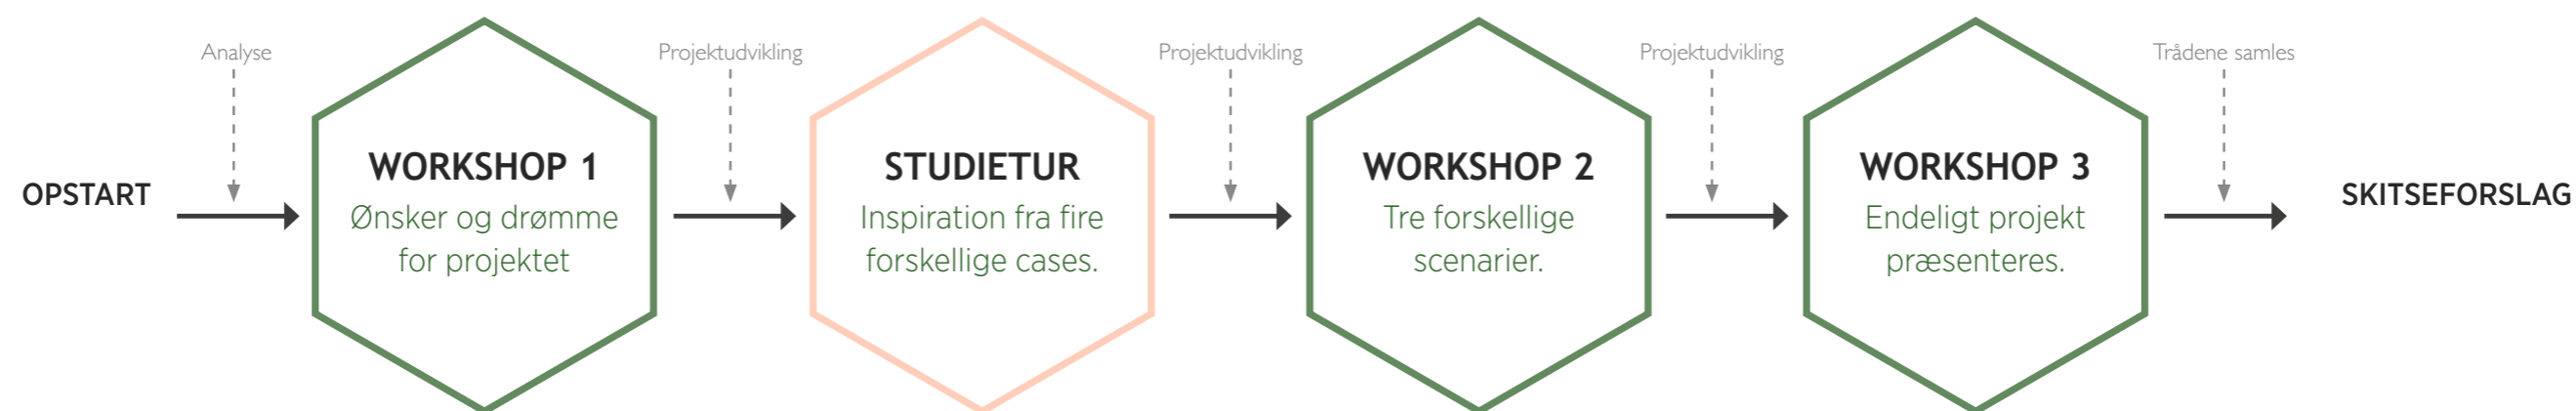 Analyse
Projektudvikling
Projektudvikling
Projektudvikling
Trådene samles
OPSTART
WORKSHOP 1
Ønsker og drømme
for projektet
STUDIETUR
Inspiration fra fire
forskellige cases.
WORKSHOP 2
Tre forskellige
scenarier.
WORKSHOP 3
Endeligt projekt
præsenteres.
SKITSEFORSLAG